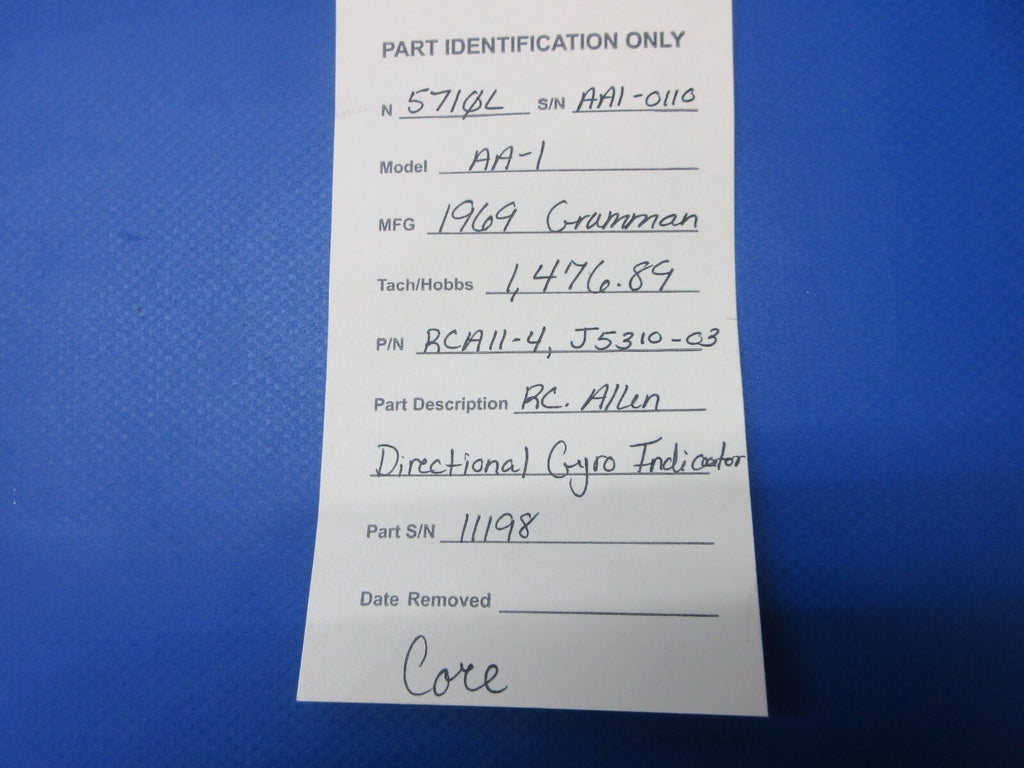 PART IDENTIFICATION ONLY
N 5710L S/N AA1-0110
Model AA-1
MFG 1969 Grumman
Tach/Hobbs 1,476.89
P/N RCA11-4, J5310-03
Part Description RC. Allen
Directional Gyro Indicator
Part S/N 11198
Date Removed
Core